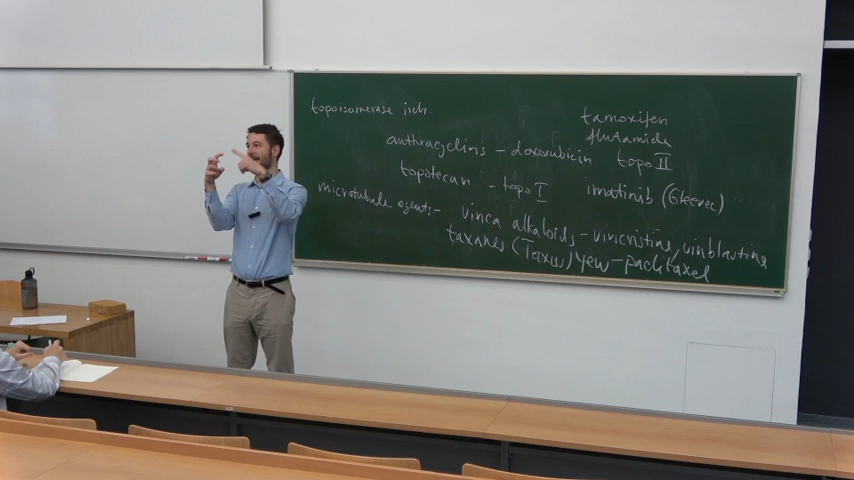 topoisomerase inh.
tamoxifen
flutamide
anthracyclins - doxorubicin topo II
topotecan - topo I
imatinib (Gleevec)
microtubule agents - vinca alkaloids - vincristine, vinblastine
taxanes (Taxus) yew - paclitaxel